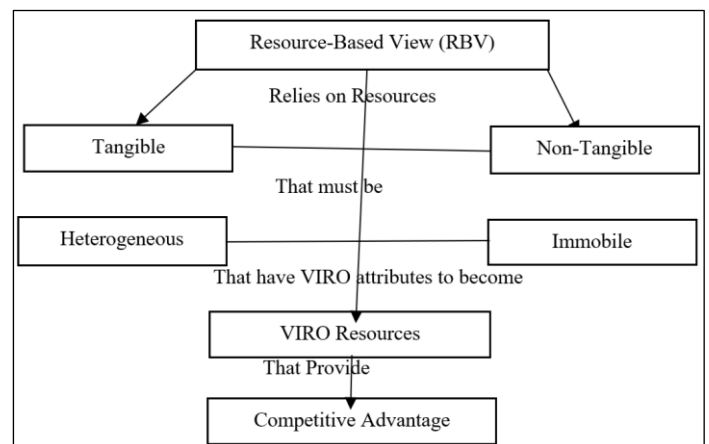 Resource-Based View (RBV)
Relies on Resources
Tangible
Non-Tangible
That must be
Heterogeneous
Immobile
That have VIRO attributes to become
VIRO Resources
That Provide
Competitive Advantage